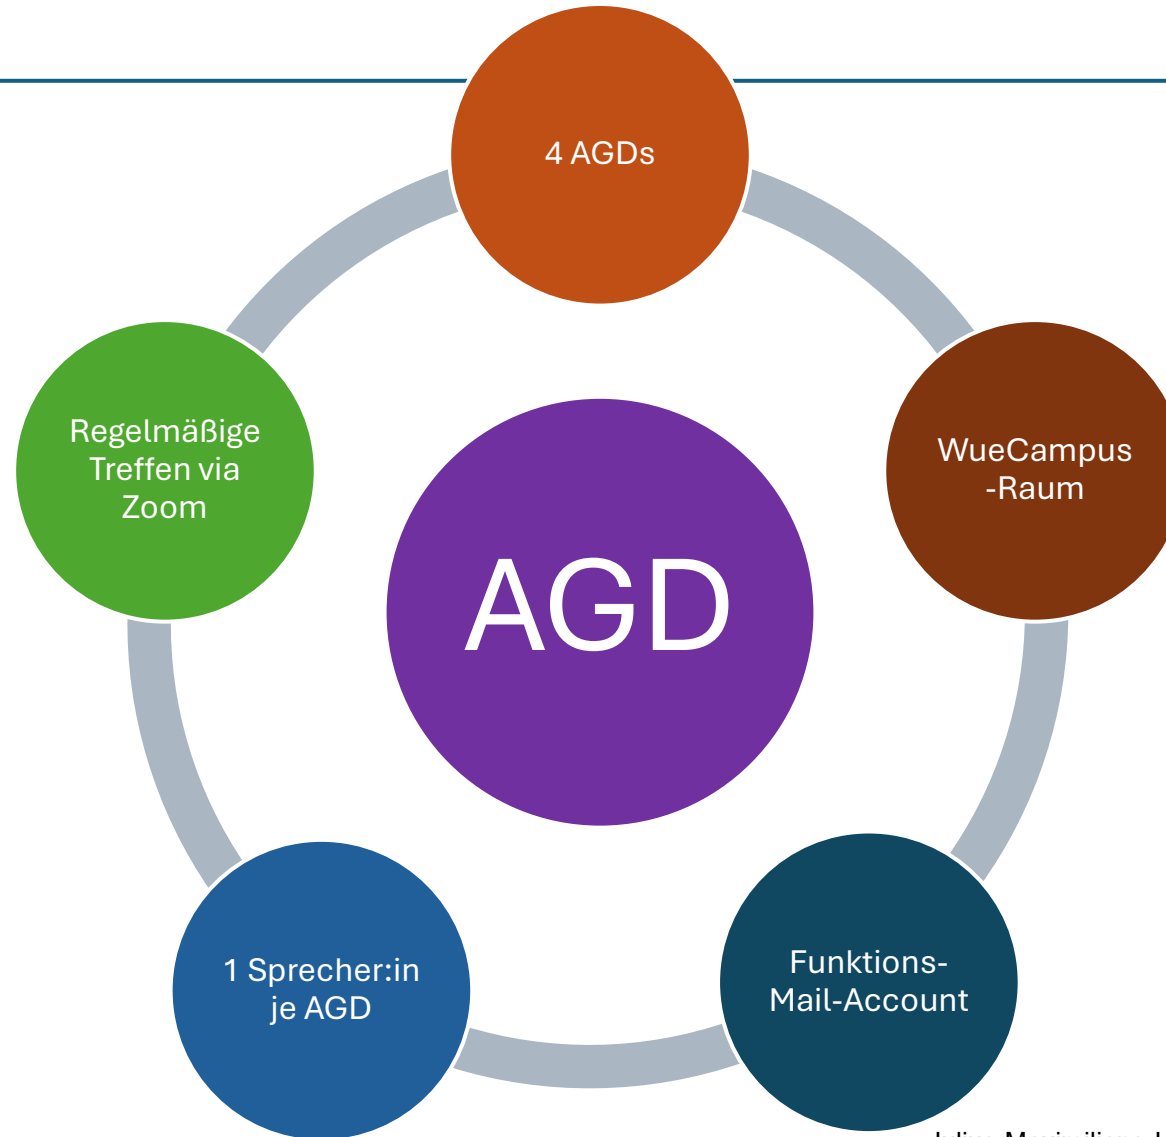 4 AGDs
Regelmäßige
Treffen via
Zoom
WueCampus
-Raum
AGD
1 Sprecher:in
je AGD
Funktions-
Mail-Account